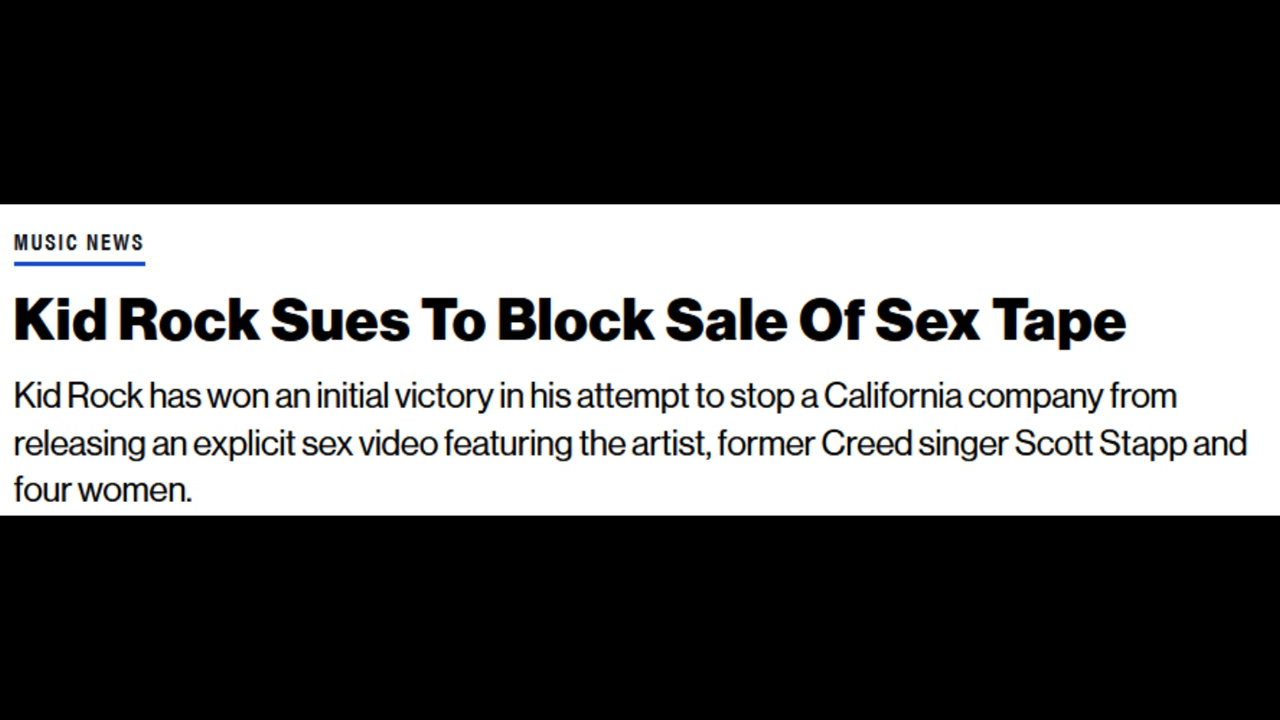 MUSIC NEWS
Kid Rock Sues To Block Sale Of Sex Tape
Kid Rock has won an initial victory in his attempt to stop a California company from
releasing an explicit sex video featuring the artist, former Creed singer Scott Stapp and
four women.